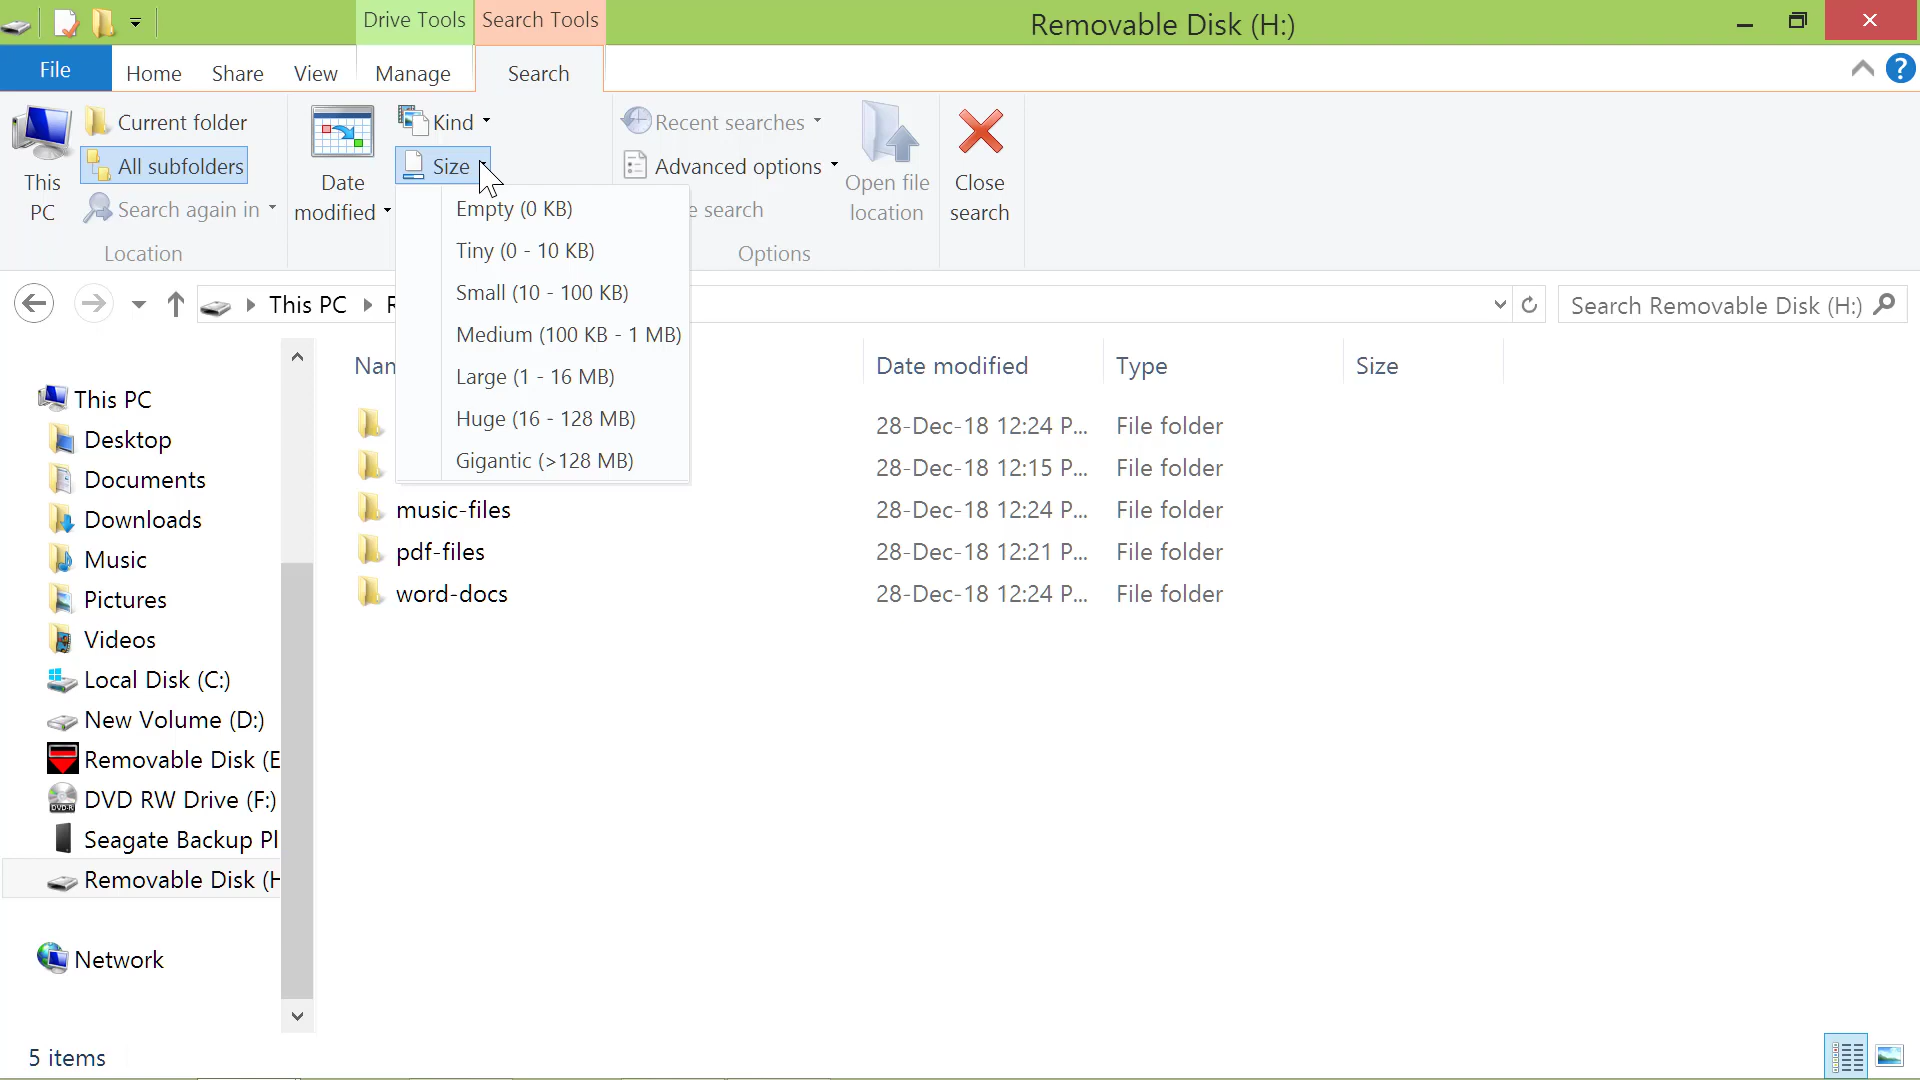 Drive Tools
Search Tools
Removable Disk (H:)
File
Home
Share
View
Manage
Search
?
This
PC
Current folder
All subfolders
Search again in
Location
Date
modified
Kind
Size
Recent searches
Advanced options
search
Options
Open file
location
Close
search
Empty (0 KB)
Tiny (0 - 10 KB)
Small (10 - 100 KB)
Medium (100 KB - 1 MB)
Large (1 - 16 MB)
Huge (16 - 128 MB)
Gigantic (>128 MB)
This PC
Search Removable Disk (H:)
Nan
Date modified
Type
Size
28-Dec-18 12:24 P... File folder
28-Dec-18 12:15 P... File folder
music-files 28-Dec-18 12:24 P... File folder
pdf-files 28-Dec-18 12:21 P... File folder
word-docs 28-Dec-18 12:24 P... File folder
This PC
Desktop
Documents
Downloads
Music
Pictures
Videos
Local Disk (C:)
New Volume (D:)
Removable Disk (E
DVD RW Drive (F:)
Seagate Backup Pl
Removable Disk (H
Network
5 items